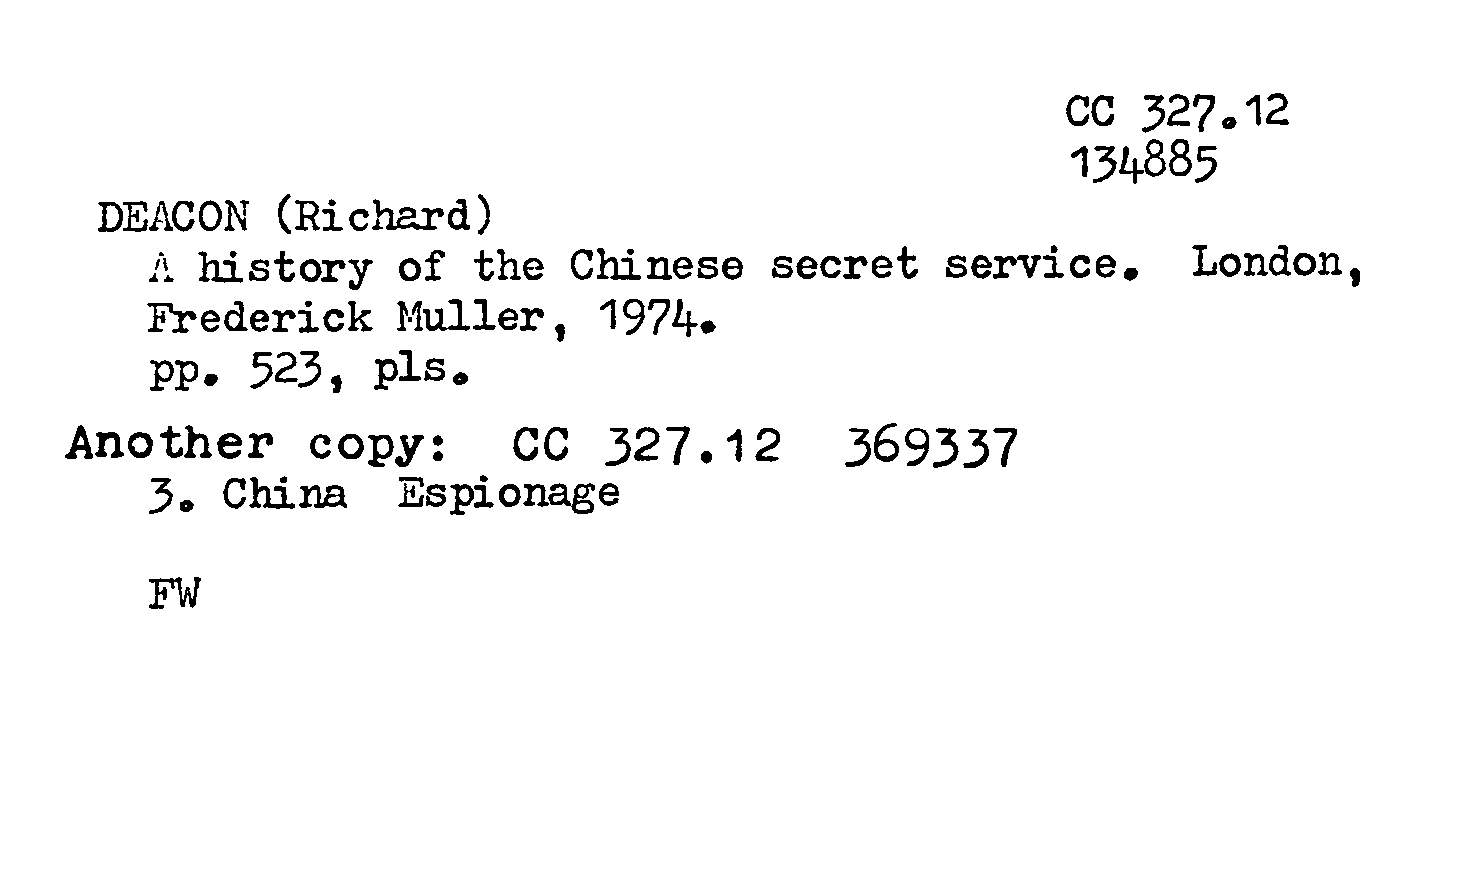 CC 327.12
134885
DEACON (Richard)
A history of the Chinese secret service. London,
Frederick Muller, 1974.
pp. 523, pls.
Another copy: CC 327.12 369337
3. China Espionage
FW